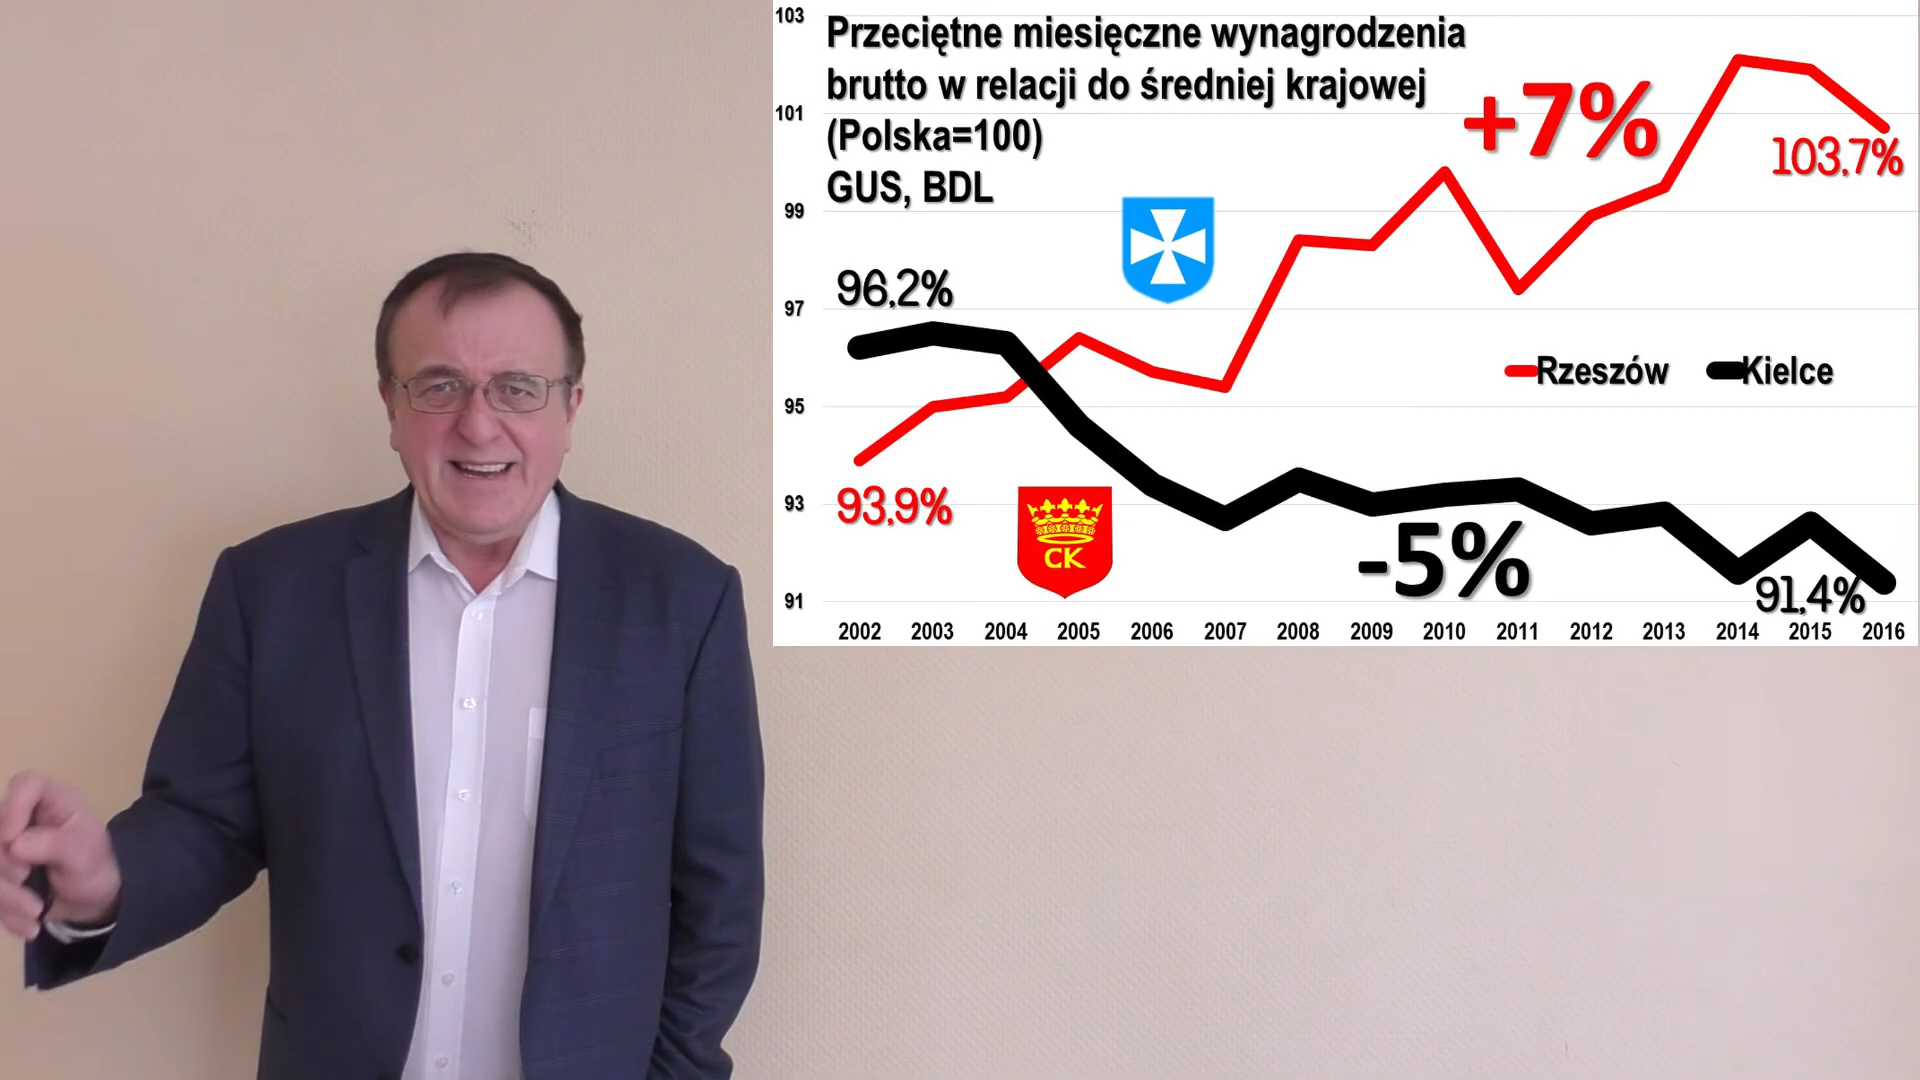 Przeciętne miesięczne wynagrodzenia
brutto w relacji do średniej krajowej
(Polska=100)
GUS, BDL
103
101
99
97
95
93
91
+7%
103,7%
96,2%
93,9%
Rzeszów Kielce
CK
-5%
91,4%
2002 2003 2004 2005 2006 2007 2008 2009 2010 2011 2012 2013 2014 2015 2016